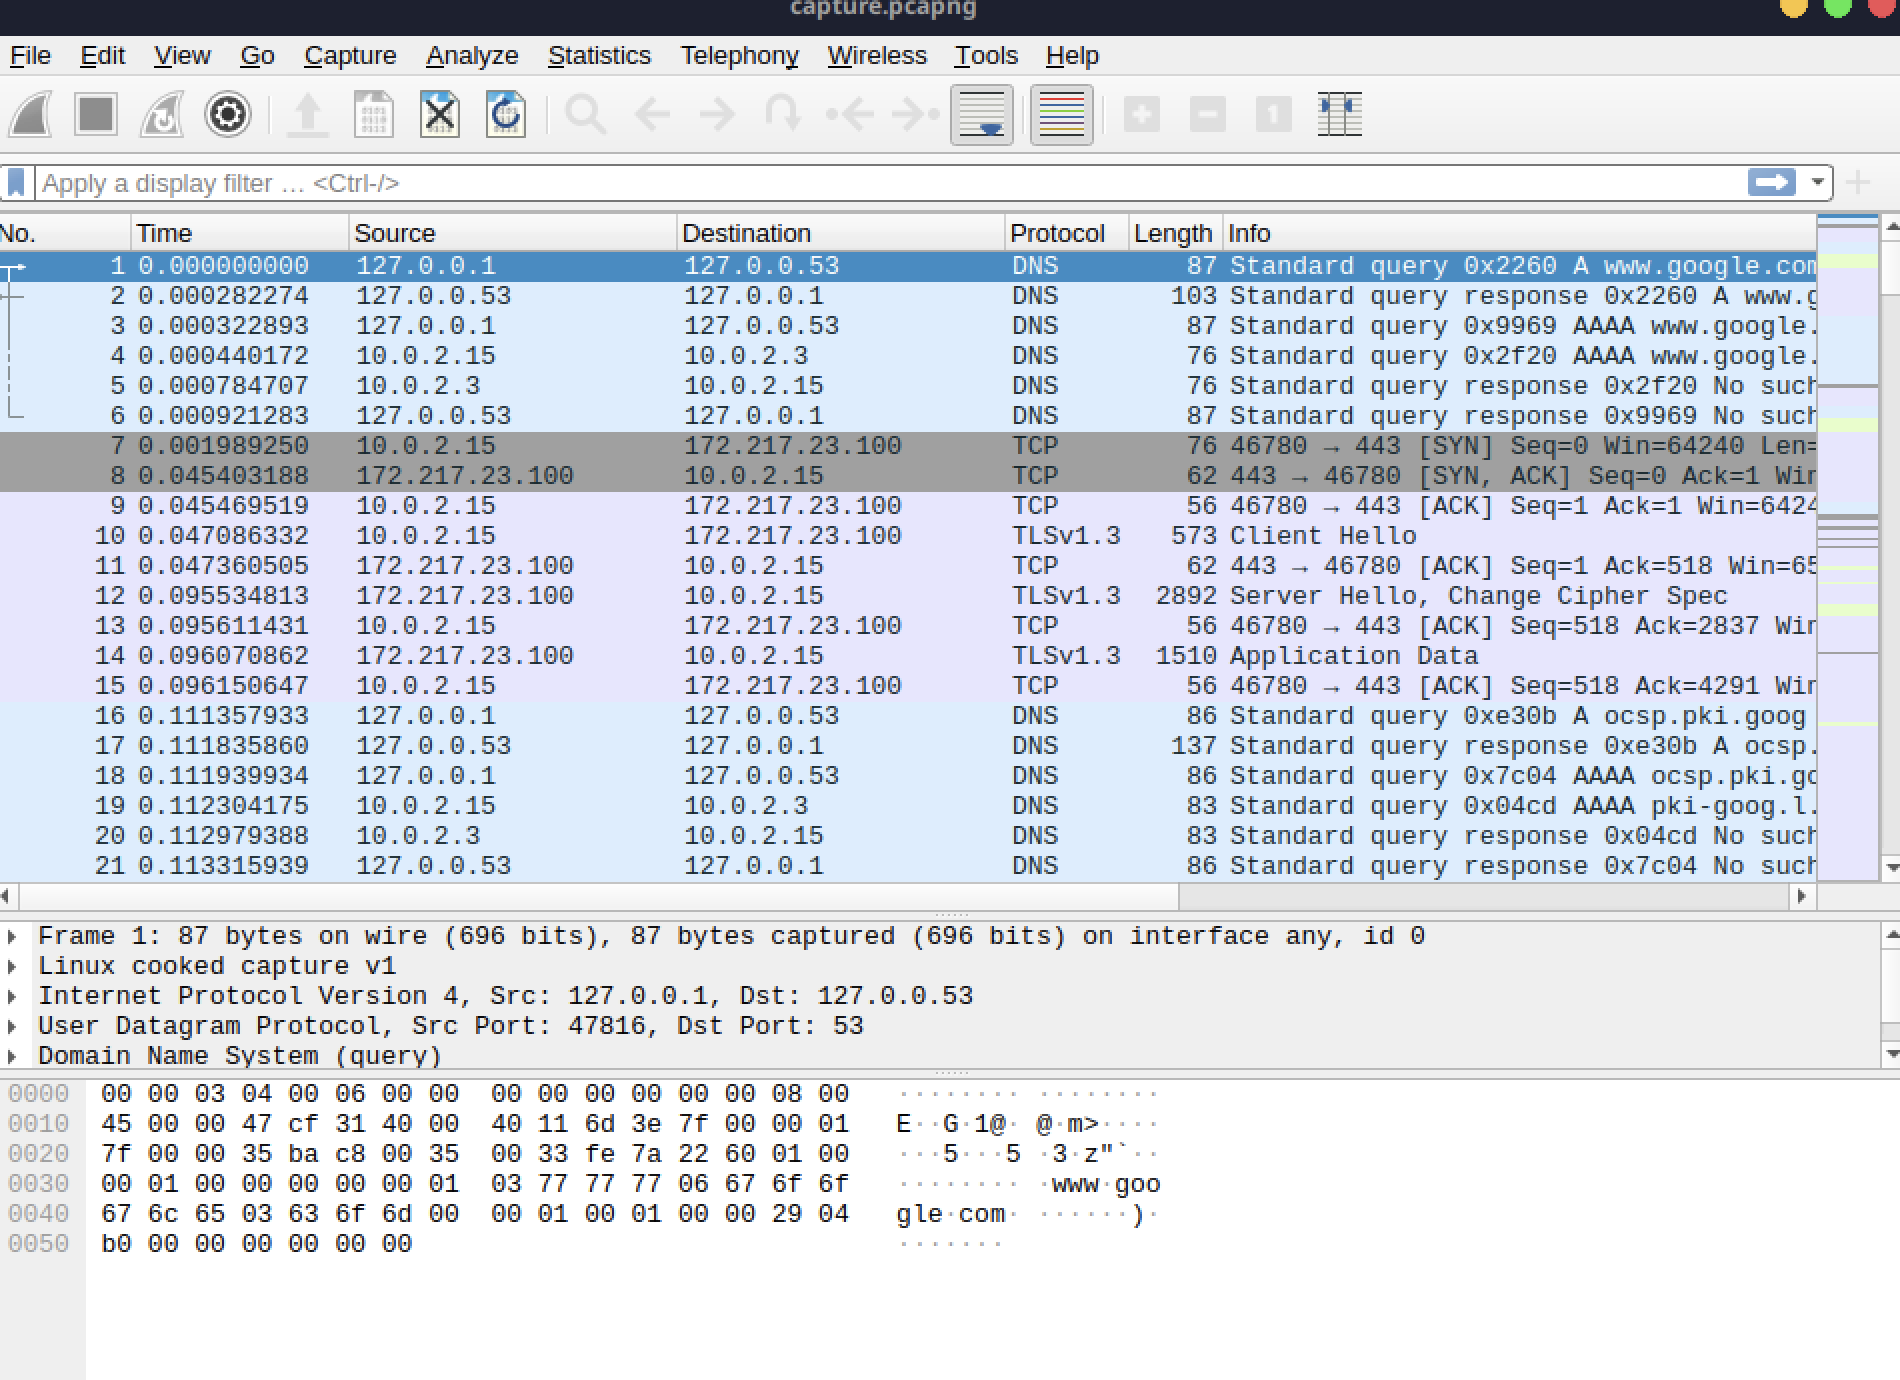 capture.pcapng
File Edit View Go Capture Analyze Statistics Telephony Wireless Tools Help
Apply a display filter … <Ctrl-/>
No. Time Source Destination Protocol Length Info
1 0.000000000 127.0.0.1 127.0.0.53 DNS 87 Standard query 0x2260 A www.google.com
2 0.000282274 127.0.0.53 127.0.0.1 DNS 103 Standard query response 0x2260 A www.g
3 0.000322893 127.0.0.1 127.0.0.53 DNS 87 Standard query 0x9969 AAAA www.google.
4 0.000440172 10.0.2.15 10.0.2.3 DNS 76 Standard query 0x2f20 AAAA www.google.
5 0.000784707 10.0.2.3 10.0.2.15 DNS 76 Standard query response 0x2f20 No such
6 0.000921283 127.0.0.53 127.0.0.1 DNS 87 Standard query response 0x9969 No such
7 0.001989250 10.0.2.15 172.217.23.100 TCP 76 46780 → 443 [SYN] Seq=0 Win=64240 Len=
8 0.045403188 172.217.23.100 10.0.2.15 TCP 62 443 → 46780 [SYN, ACK] Seq=0 Ack=1 Win
9 0.045469519 10.0.2.15 172.217.23.100 TCP 56 46780 → 443 [ACK] Seq=1 Ack=1 Win=6424
10 0.047086332 10.0.2.15 172.217.23.100 TLSv1.3 573 Client Hello
11 0.047360505 172.217.23.100 10.0.2.15 TCP 62 443 → 46780 [ACK] Seq=1 Ack=518 Win=65
12 0.095534813 172.217.23.100 10.0.2.15 TLSv1.3 2892 Server Hello, Change Cipher Spec
13 0.095611431 10.0.2.15 172.217.23.100 TCP 56 46780 → 443 [ACK] Seq=518 Ack=2837 Win
14 0.096070862 172.217.23.100 10.0.2.15 TLSv1.3 1510 Application Data
15 0.096150647 10.0.2.15 172.217.23.100 TCP 56 46780 → 443 [ACK] Seq=518 Ack=4291 Win
16 0.111357933 127.0.0.1 127.0.0.53 DNS 86 Standard query 0xe30b A ocsp.pki.goog
17 0.111835860 127.0.0.53 127.0.0.1 DNS 137 Standard query response 0xe30b A ocsp.
18 0.111939934 127.0.0.1 127.0.0.53 DNS 86 Standard query 0x7c04 AAAA ocsp.pki.go
19 0.112304175 10.0.2.15 10.0.2.3 DNS 83 Standard query 0x04cd AAAA pki-goog.l.
20 0.112979388 10.0.2.3 10.0.2.15 DNS 83 Standard query response 0x04cd No such
21 0.113315939 127.0.0.53 127.0.0.1 DNS 86 Standard query response 0x7c04 No such
Frame 1: 87 bytes on wire (696 bits), 87 bytes captured (696 bits) on interface any, id 0
Linux cooked capture v1
Internet Protocol Version 4, Src: 127.0.0.1, Dst: 127.0.0.53
User Datagram Protocol, Src Port: 47816, Dst Port: 53
Domain Name System (query)
0000 00 00 03 04 00 06 00 00 00 00 00 00 00 00 08 00 ········ ········
0010 45 00 00 47 cf 31 40 00 40 11 6d 3e 7f 00 00 01 E··G·1@· @·m>····
0020 7f 00 00 35 ba c8 00 35 00 33 fe 7a 22 60 01 00 ···5···5 ·3·z"`··
0030 00 01 00 00 00 00 00 01 03 77 77 77 06 67 6f 6f ········ ·www·goo
0040 67 6c 65 03 63 6f 6d 00 00 01 00 01 00 00 29 04 gle·com· ······)·
0050 b0 00 00 00 00 00 00 ·······